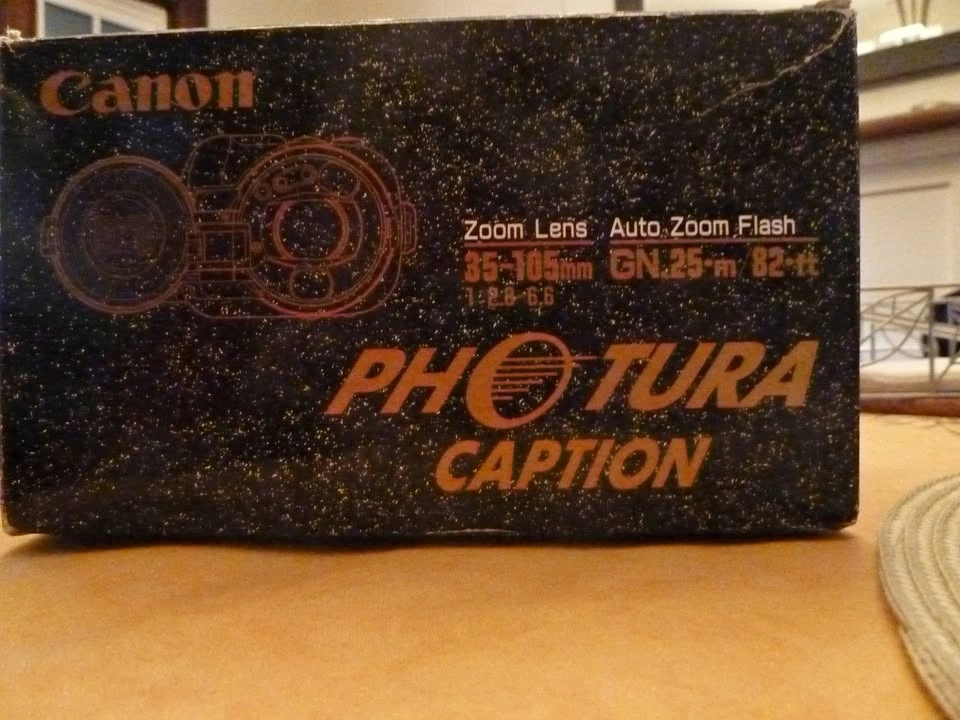 Canon
Zoom Lens Auto Zoom Flash
35-105mm GN.25·m 82·ft
1:2.8-6.6
PHOTURA
CAPTION